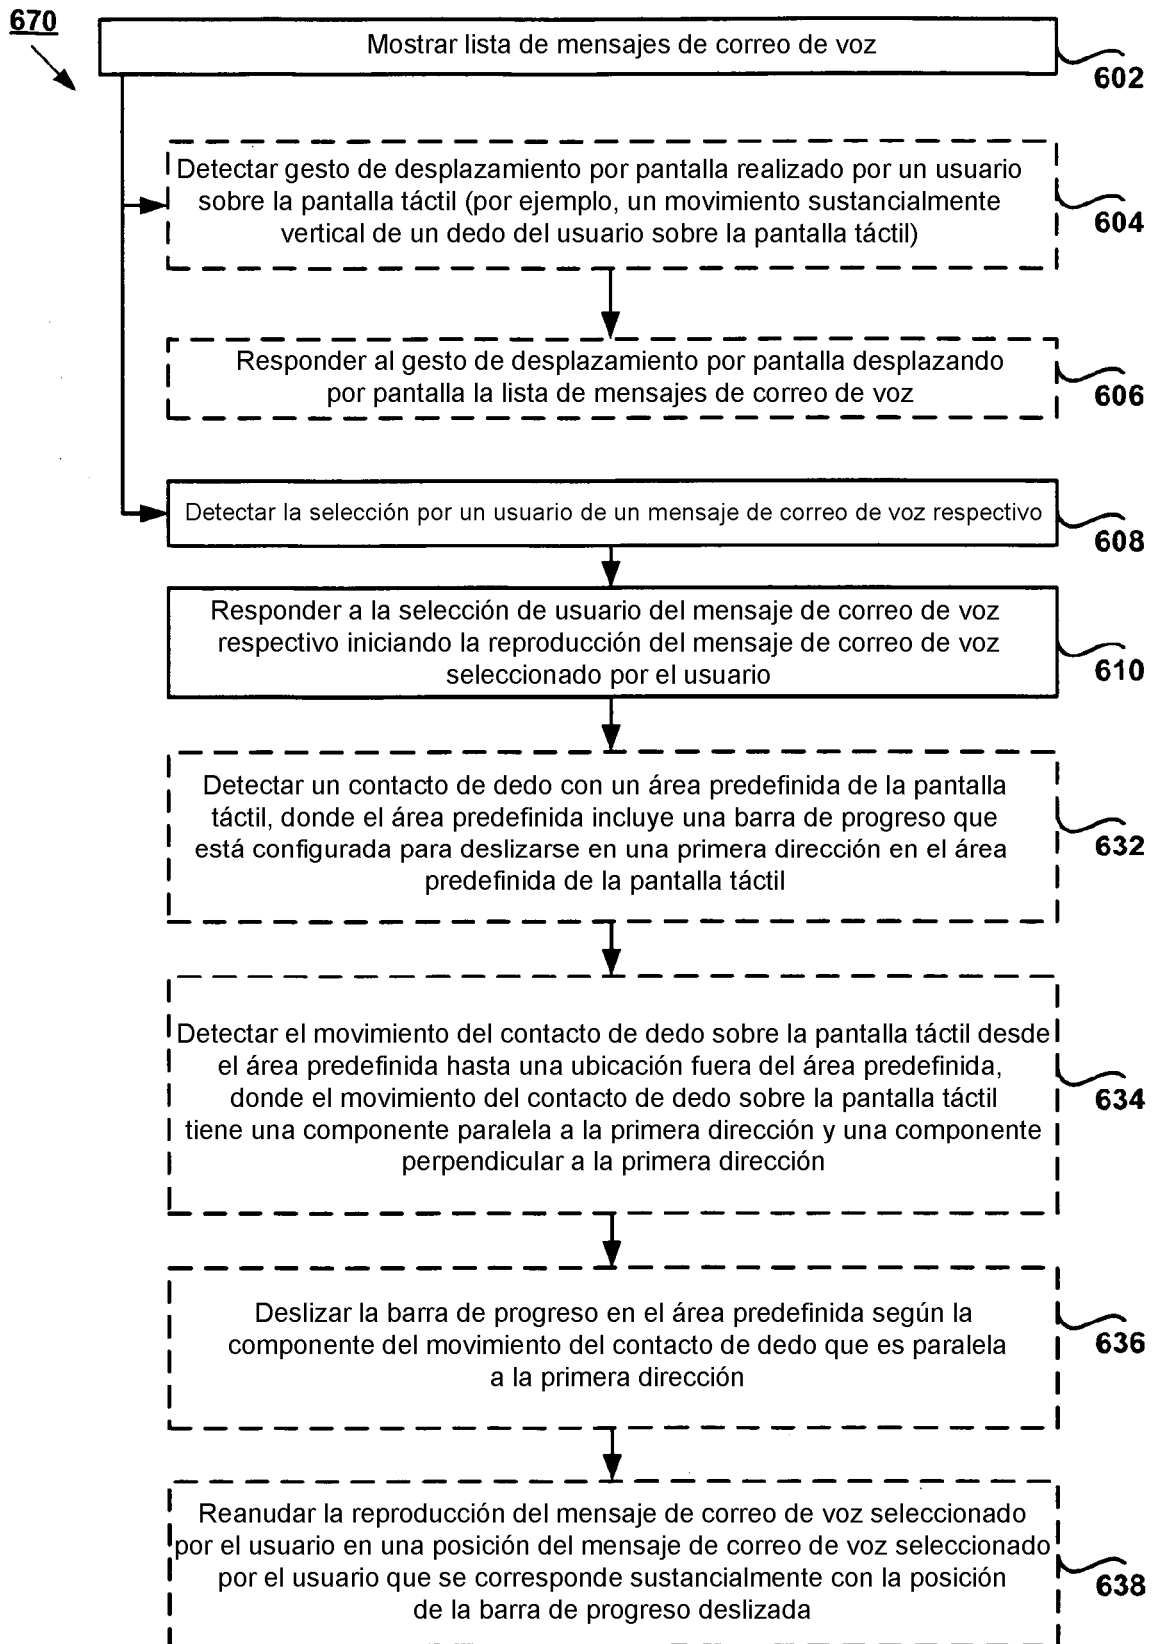 670
Mostrar lista de mensajes de correo de voz
602
Detectar gesto de desplazamiento por pantalla realizado por un usuario
sobre la pantalla táctil (por ejemplo, un movimiento sustancialmente
vertical de un dedo del usuario sobre la pantalla táctil)
604
Responder al gesto de desplazamiento por pantalla desplazando
por pantalla la lista de mensajes de correo de voz
606
Detectar la selección por un usuario de un mensaje de correo de voz respectivo
608
Responder a la selección de usuario del mensaje de correo de voz
respectivo iniciando la reproducción del mensaje de correo de voz
seleccionado por el usuario
610
Detectar un contacto de dedo con un área predefinida de la pantalla
táctil, donde el área predefinida incluye una barra de progreso que
está configurada para deslizarse en una primera dirección en el área
predefinida de la pantalla táctil
632
Detectar el movimiento del contacto de dedo sobre la pantalla táctil desde
el área predefinida hasta una ubicación fuera del área predefinida,
donde el movimiento del contacto de dedo sobre la pantalla táctil
tiene una componente paralela a la primera dirección y una componente
perpendicular a la primera dirección
634
Deslizar la barra de progreso en el área predefinida según la
componente del movimiento del contacto de dedo que es paralela
a la primera dirección
636
Reanudar la reproducción del mensaje de correo de voz seleccionado
por el usuario en una posición del mensaje de correo de voz seleccionado
por el usuario que se corresponde sustancialmente con la posición
de la barra de progreso deslizada
638